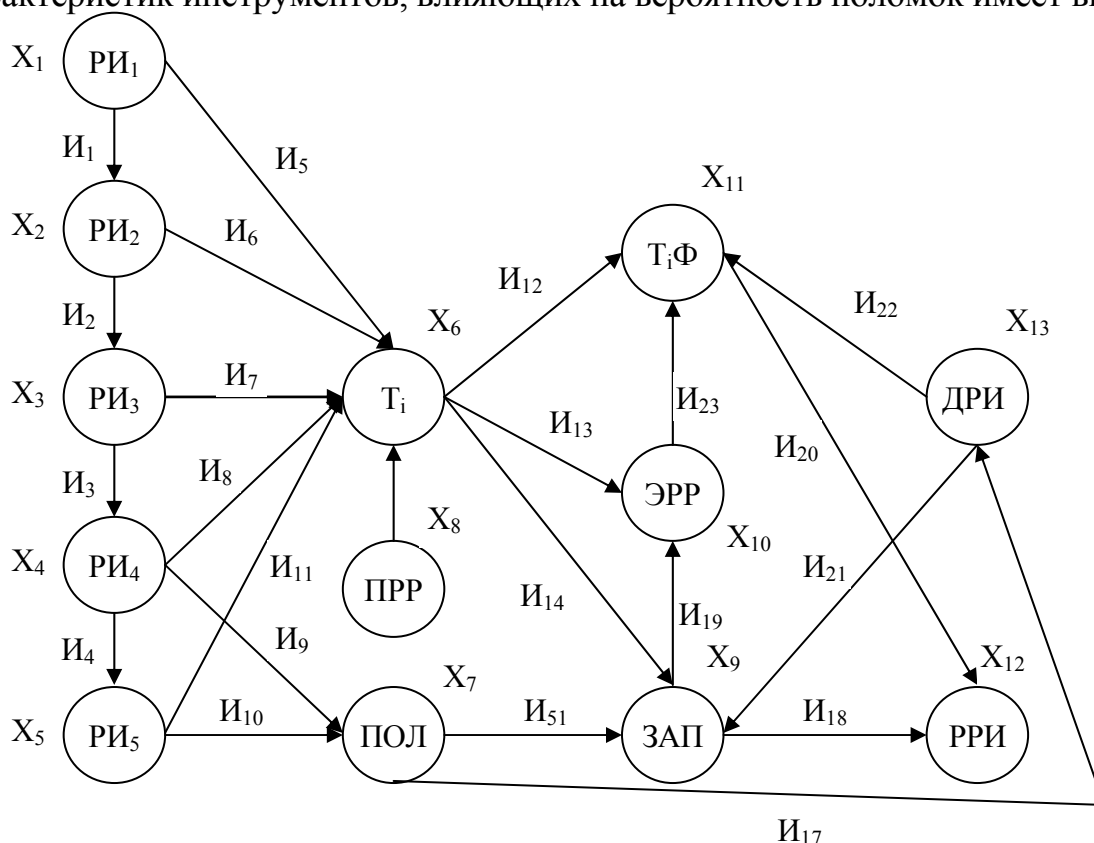 рактеристик инструментов, влияющих на вероятность поломок имеет
X₁
РИ₁
И₁
И₅
X₁₁
X₂
РИ₂
И₆
TᵢФ
И₁₂
И₂
X₆
И₂₂
X₁₃
X₃
РИ₃
И₇
Tᵢ
И₂₃
ДРИ
И₁₃
И₂₀
И₃
И₈
ЭРР
X₈
X₁₀
X₄
РИ₄
И₁₁
ПРР
И₂₁
И₁₄
И₁₉
И₉
И₄
X₉
X₁₂
X₇
X₅
РИ₅
И₁₀
ПОЛ
И₅₁
ЗАП
И₁₈
РРИ
И₁₇